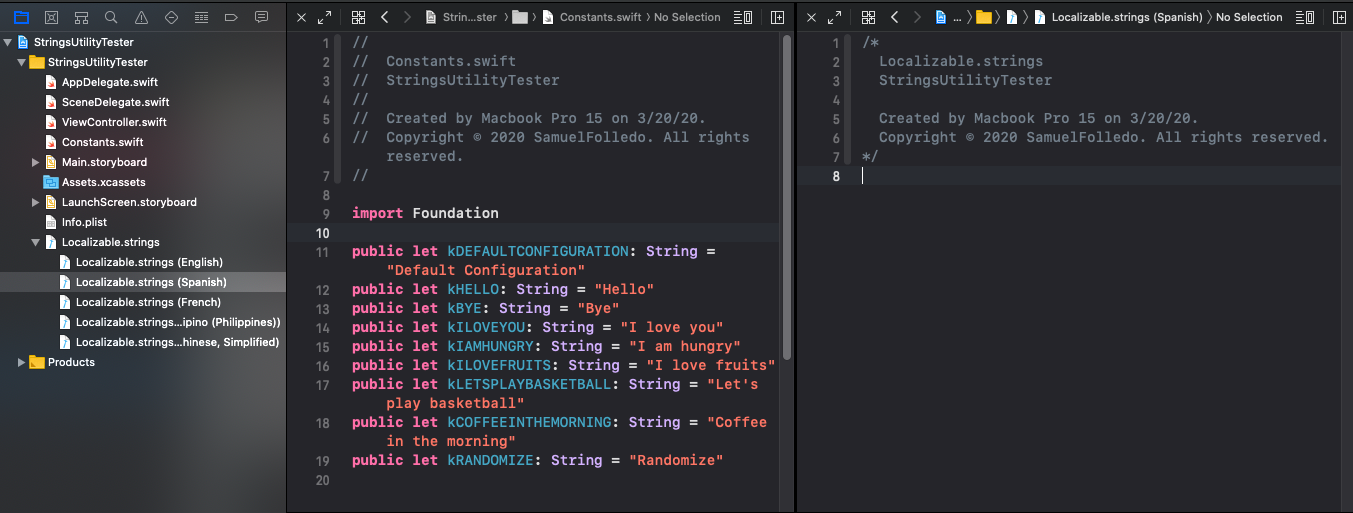 StringsUtilityTester
StringsUtilityTester
AppDelegate.swift
SceneDelegate.swift
ViewController.swift
Constants.swift
Main.storyboard
Assets.xcassets
LaunchScreen.storyboard
Info.plist
Localizable.strings
Localizable.strings (English)
Localizable.strings (Spanish)
Localizable.strings (French)
Localizable.strings...ipino (Philippines))
Localizable.strings...hinese, Simplified)
Products
Strin...ster > Constants.swift > No Selection
1 //
2 //  Constants.swift
3 //  StringsUtilityTester
4 //
5 //  Created by Macbook Pro 15 on 3/20/20.
6 //  Copyright © 2020 SamuelFolledo. All rights
reserved.
7 //
8
9 import Foundation
10
11 public let kDEFAULTCONFIGURATION: String =
"Default Configuration"
12 public let kHELLO: String = "Hello"
13 public let kBYE: String = "Bye"
14 public let kILOVEYOU: String = "I love you"
15 public let kIAMHUNGRY: String = "I am hungry"
16 public let kILOVEFRUITS: String = "I love fruits"
17 public let kLETSPLAYBASKETBALL: String = "Let's
play basketball"
18 public let kCOFFEEINTHEMORNING: String = "Coffee
in the morning"
19 public let kRANDOMIZE: String = "Randomize"
20
... > Localizable.strings (Spanish) > No Selection
1 /*
2   Localizable.strings
3   StringsUtilityTester
4
5   Created by Macbook Pro 15 on 3/20/20.
6   Copyright © 2020 SamuelFolledo. All rights reserved.
7 */
8